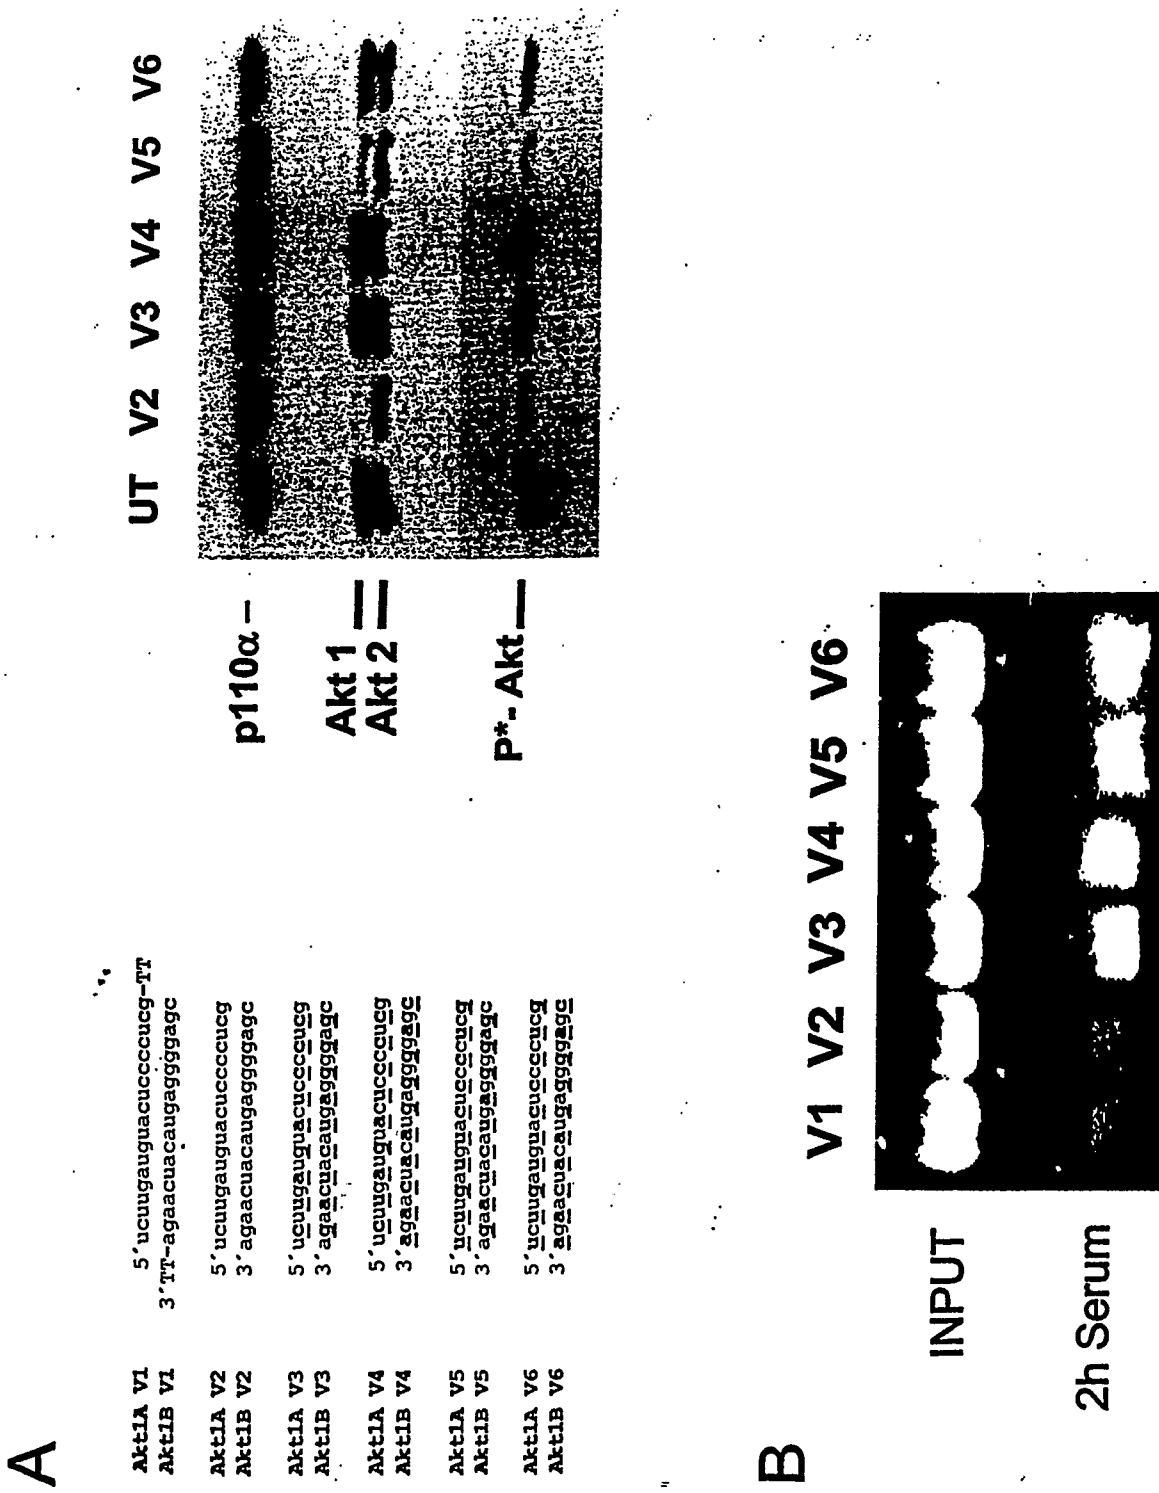 A
Akt1A V1 5´ucuugauguacuccccucg-TT
Akt1B V1 3´TT-agaacuacaugaggggagc
Akt1A V2 5´ucuugauguacuccccucg
Akt1B V2 3´agaacuacaugaggggagc
Akt1A V3 5´ucuugauguacuccccucg
Akt1B V3 3´agaacuacaugaggggagc
Akt1A V4 5´ucuugauguacuccccucg
Akt1B V4 3´agaacuacaugaggggagc
Akt1A V5 5´ucuugauguacuccccucg
Akt1B V5 3´agaacuacaugaggggagc
Akt1A V6 5´ucuugauguacuccccucg
Akt1B V6 3´agaacuacaugaggggagc
UT V2 V3 V4 V5 V6
p110α –
Akt 1
Akt 2
P*- Akt
B
V1 V2 V3 V4 V5 V6
INPUT
2h Serum